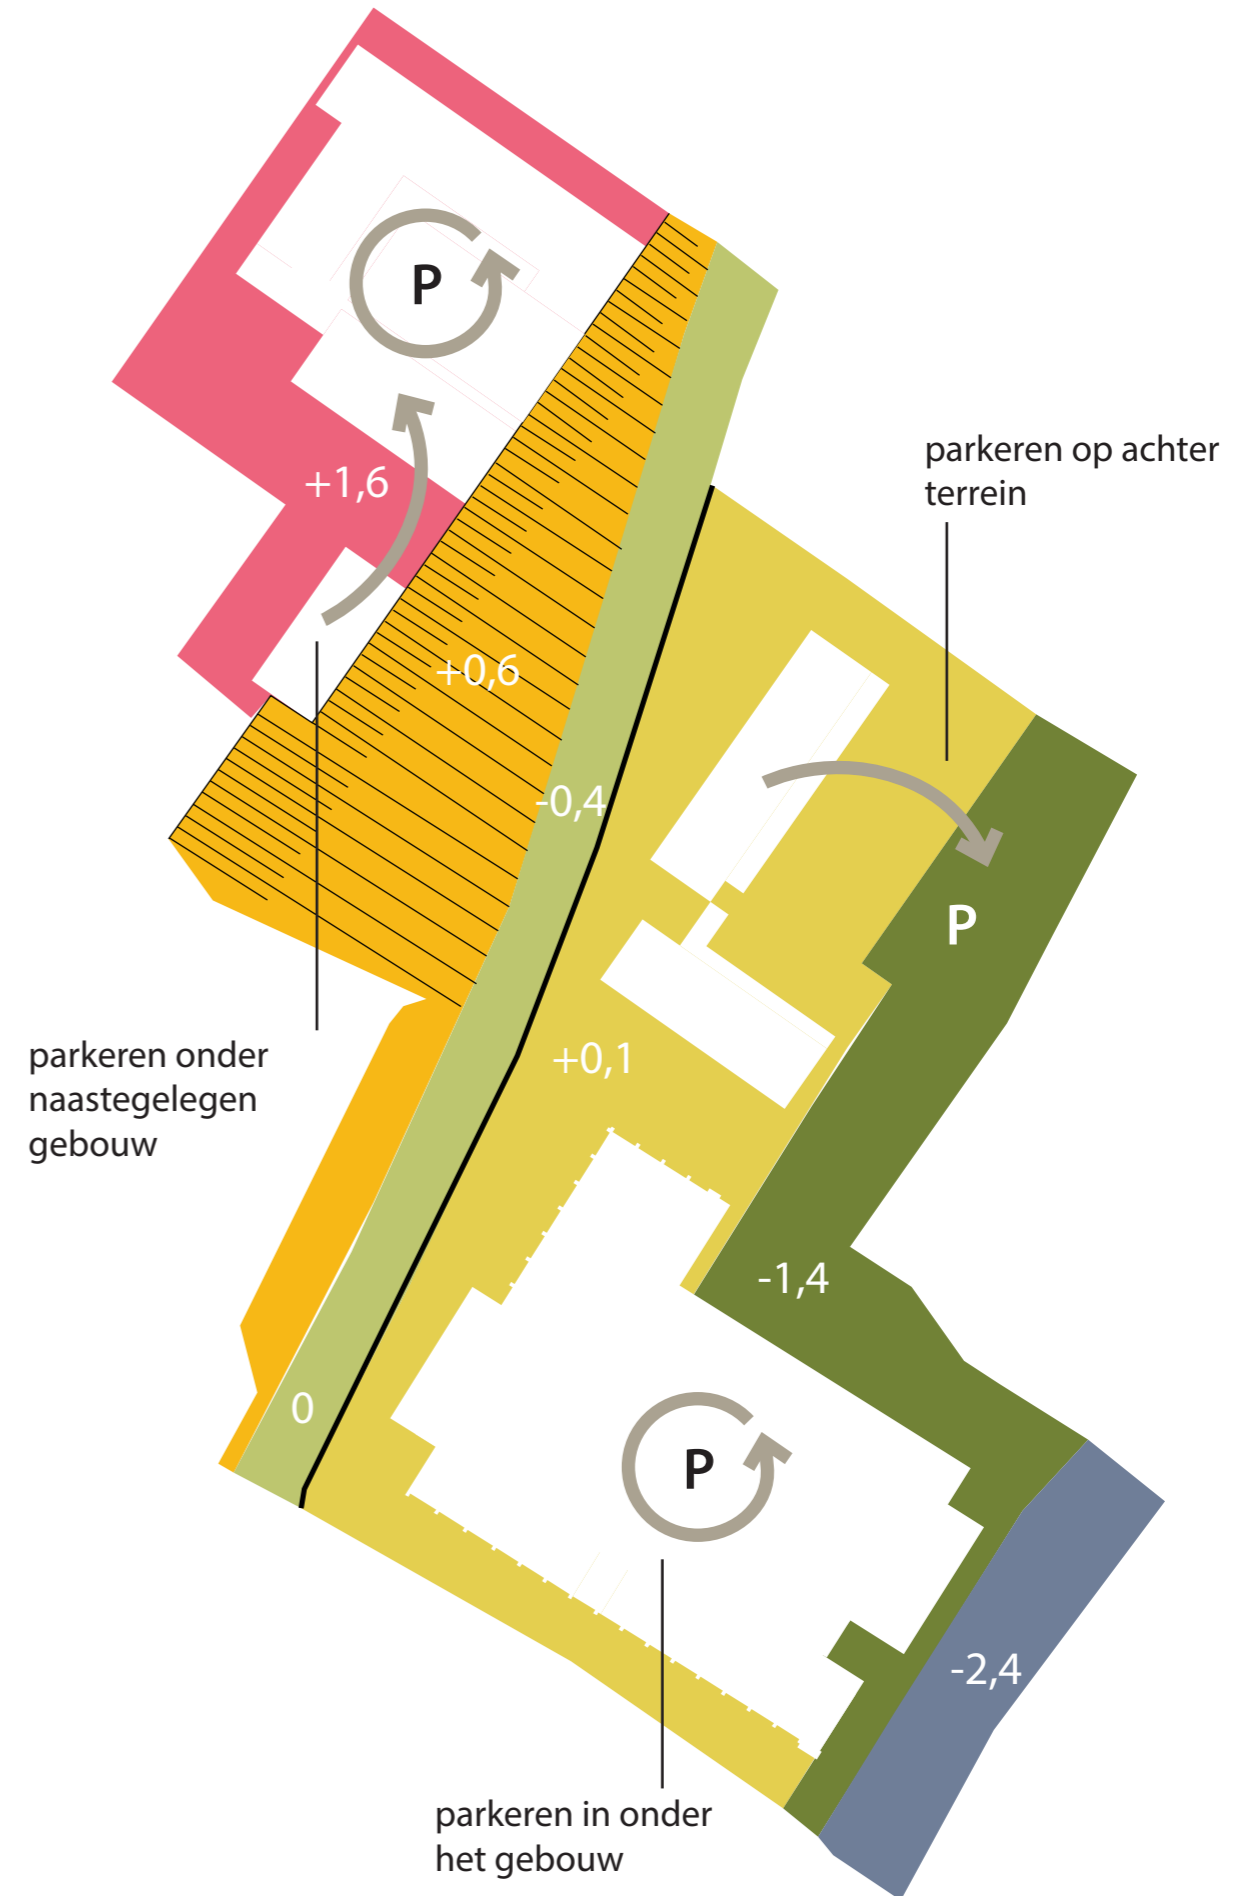 P
parkeren op achter
terrein
+1,6
+0,6
-0,4
P
parkeren onder
naastegelegen
gebouw
+0,1
-1,4
0
P
-2,4
parkeren in onder
het gebouw